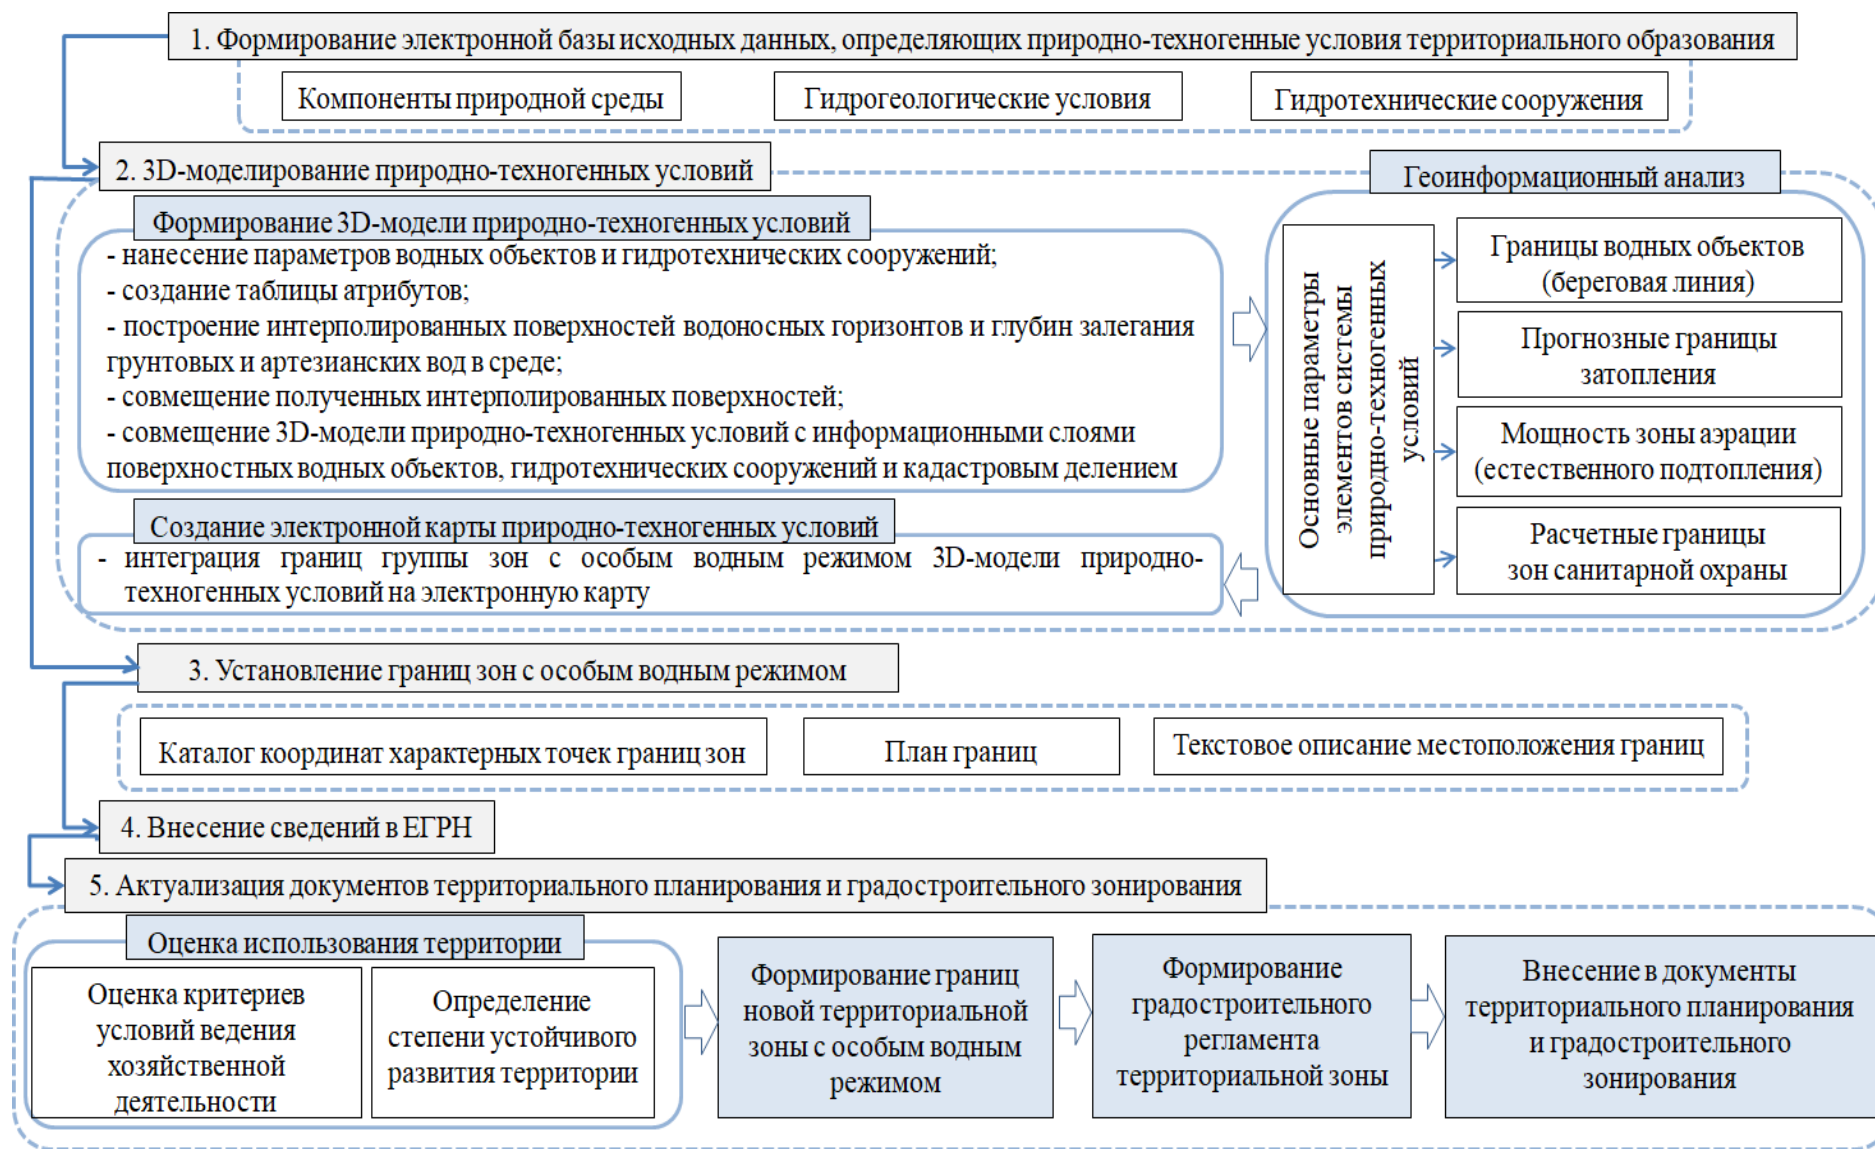 1. Формирование электронной базы исходных данных, определяющих природно-техногенные условия территориального образования
Компоненты природной среды
Гидрогеологические условия
Гидротехнические сооружения
2. 3D-моделирование природно-техногенных условий
Формирование 3D-модели природно-техногенных условий
- нанесение параметров водных объектов и гидротехнических сооружений;
- создание таблицы атрибутов;
- построение интерполированных поверхностей водоносных горизонтов и глубин залегания
грунтовых и артезианских вод в среде;
- совмещение полученных интерполированных поверхностей;
- совмещение 3D-модели природно-техногенных условий с информационными слоями
поверхностных водных объектов, гидротехнических сооружений и кадастровым делением
Создание электронной карты природно-техногенных условий
- интеграция границ группы зон с особым водным режимом 3D-модели природно-
техногенных условий на электронную карту
Геоинформационный анализ
Основные параметры
элементов системы
природно-техногенных
условий
Границы водных объектов
(береговая линия)
Прогнозные границы
затопления
Мощность зоны аэрации
(естественного подтопления)
Расчетные границы
зон санитарной охраны
3. Установление границ зон с особым водным режимом
Каталог координат характерных точек границ зон
План границ
Текстовое описание местоположения границ
4. Внесение сведений в ЕГРН
5. Актуализация документов территориального планирования и градостроительного зонирования
Оценка использования территории
Оценка критериев
условий ведения
хозяйственной
деятельности
Определение
степени устойчивого
развития территории
Формирование границ
новой территориальной
зоны с особым водным
режимом
Формирование
градостроительного
регламента
территориальной зоны
Внесение в документы
территориального планирования
и градостроительного
зонирования